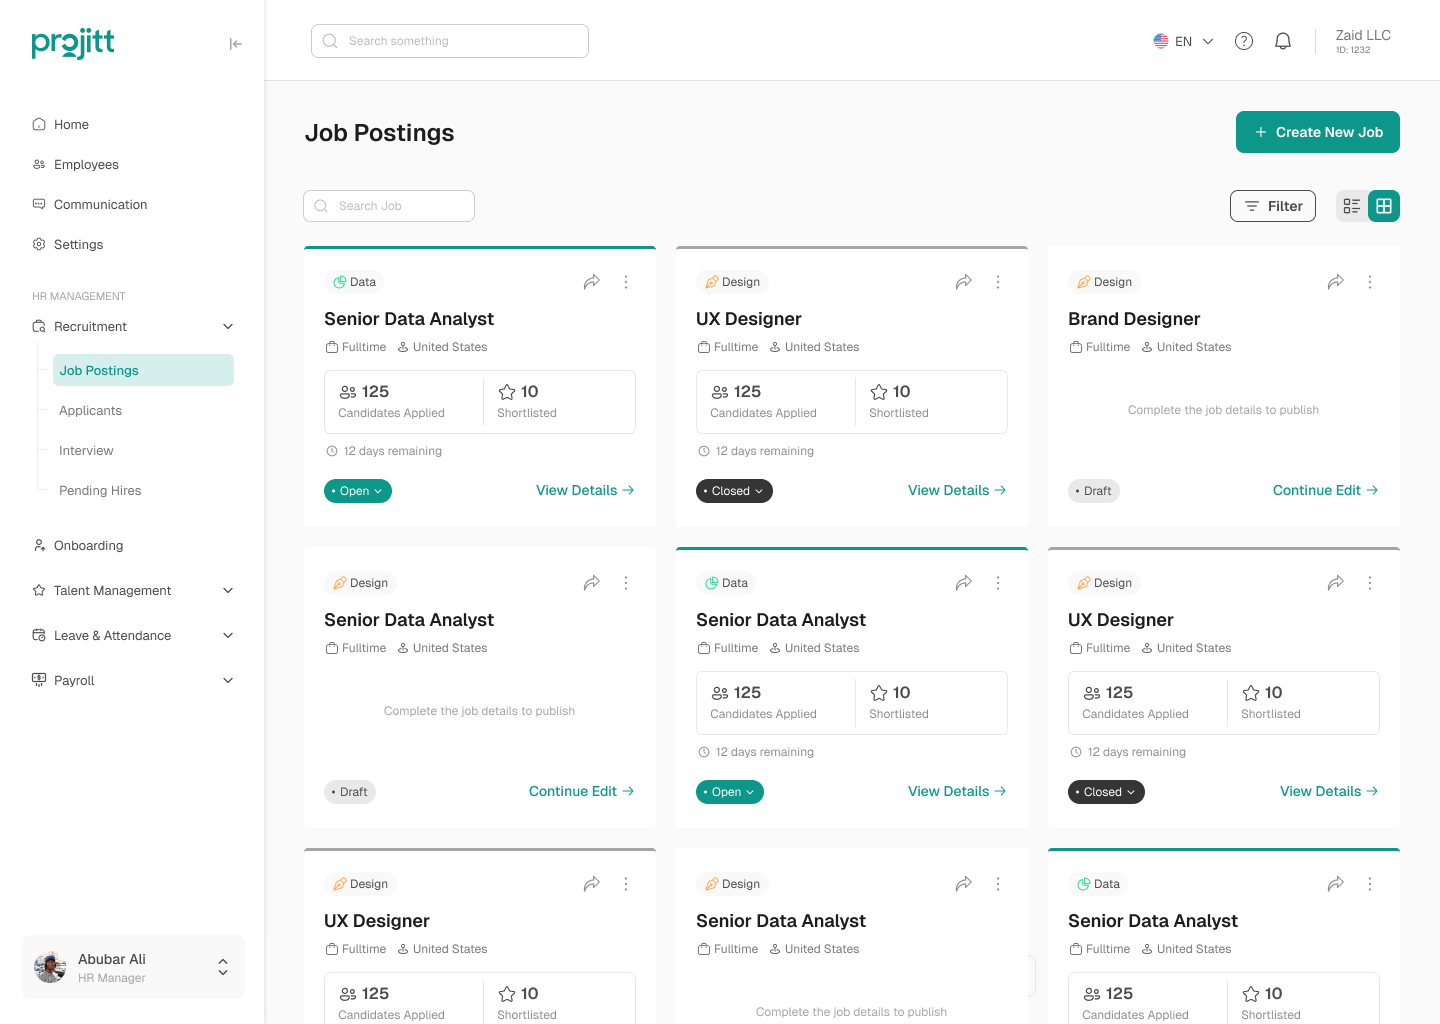 projitt
Search something
EN
Zaid LLC
1D: 1232
Home
Employees
Communication
Settings
HR MANAGEMENT
Recruitment
Job Postings
Applicants
Interview
Pending Hires
Onboarding
Talent Management
Leave & Attendance
Payroll
Abubar Ali
HR Manager
Job Postings
+ Create New Job
Search Job
Filter
Data
Senior Data Analyst
Fulltime United States
125 10
Candidates Applied Shortlisted
12 days remaining
• Open View Details →
Design
UX Designer
Fulltime United States
125 10
Candidates Applied Shortlisted
12 days remaining
• Closed View Details →
Design
Brand Designer
Fulltime United States
Complete the job details to publish
• Draft Continue Edit →
Design
Senior Data Analyst
Fulltime United States
Complete the job details to publish
• Draft Continue Edit →
Data
Senior Data Analyst
Fulltime United States
125 10
Candidates Applied Shortlisted
12 days remaining
• Open View Details →
Design
UX Designer
Fulltime United States
125 10
Candidates Applied Shortlisted
12 days remaining
• Closed View Details →
Design
UX Designer
Fulltime United States
125 10
Candidates Applied Shortlisted
Design
Senior Data Analyst
Fulltime United States
Complete the job details to publish
Data
Senior Data Analyst
Fulltime United States
125 10
Candidates Applied Shortlisted